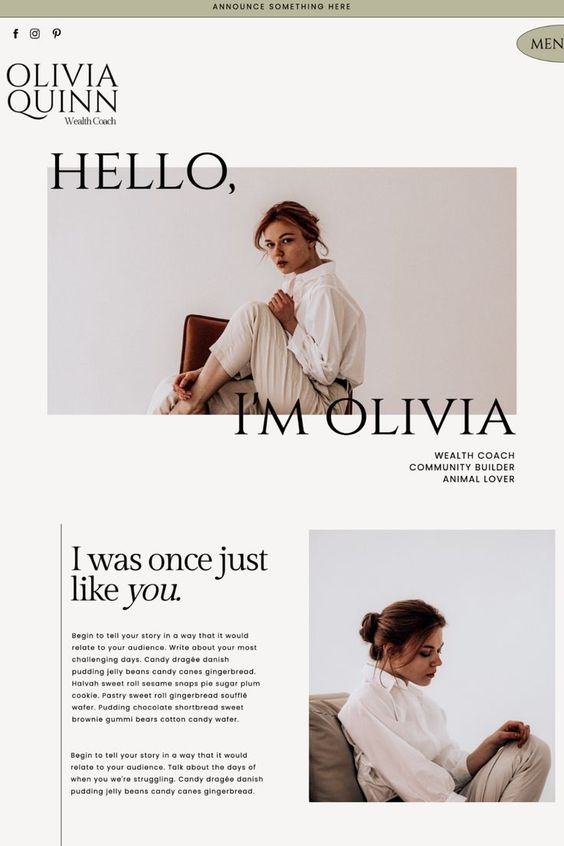 ANNOUNCE SOMETHING HERE
MEN
OLIVIA
QUINN
Wealth Coach
HELLO,
I'M OLIVIA
WEALTH COACH
COMMUNITY BUILDER
ANIMAL LOVER
I was once just
like you.
Begin to tell your story in a way that it would
relate to your audience. Write about your most
challenging days. Candy dragée danish
pudding jelly beans candy canes gingerbread.
Halvah sweet roll sesame snaps pie sugar plum
cookie. Pastry sweet roll gingerbread soufflé
wafer. Pudding chocolate shortbread sweet
brownie gummi bears cotton candy wafer.
Begin to tell your story in a way that it would
relate to your audience. Talk about the days of
when you we're struggling. Candy dragée danish
pudding jelly beans candy canes gingerbread.